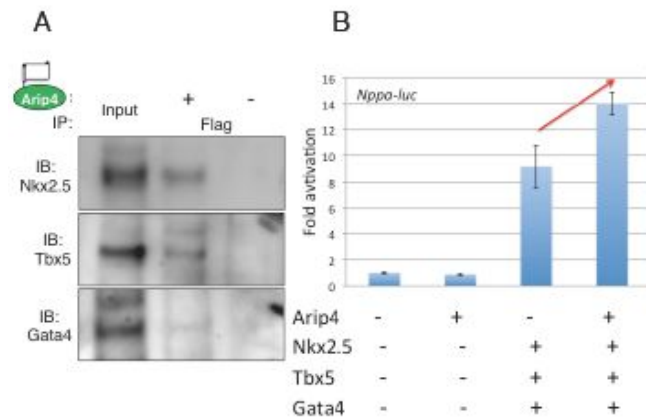 A
Arip4 :
Input + -
IP: Flag
IB:
Nkx2.5
IB:
Tbx5
IB:
Gata4
B
Nppa-luc
Fold avtivation
16
14
12
10
8
6
4
2
0
Arip4 - + - +
Nkx2.5 - - + +
Tbx5 - - + +
Gata4 - - + +